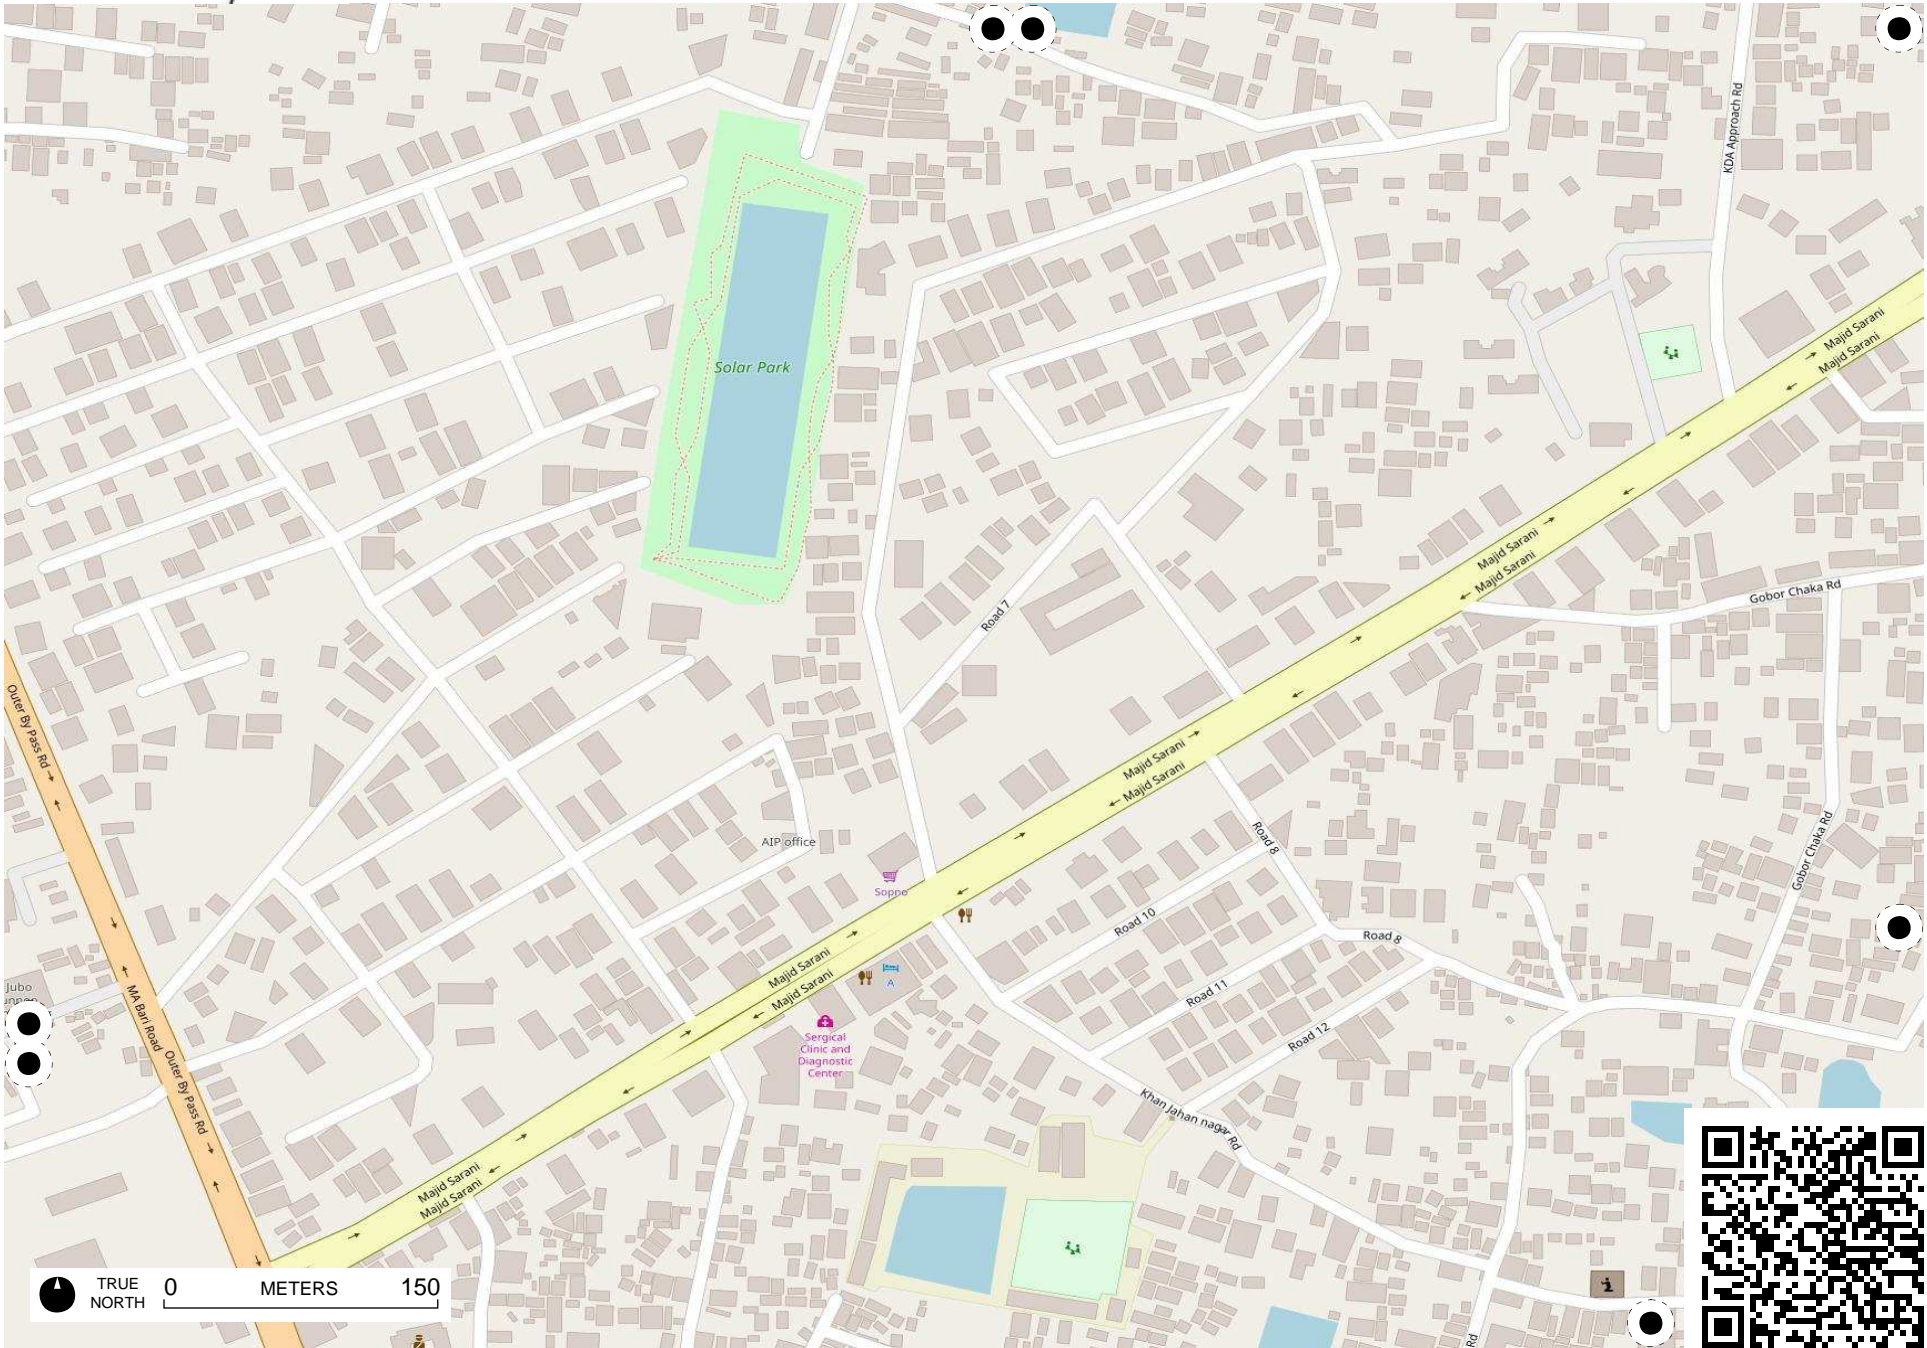 KDA Approach Rd
Majid Sarani
Majid Sarani
Solar Park
Majid Sarani
Majid Sarani
Gobor Chaka Rd
Road 7
Outer By Pass Rd
Majid Sarani
Majid Sarani
AIP office
Road 8
Gobor Chaka Rd
Soppo
Road 10
Road 8
Majid Sarani
Majid Sarani
A
Jubo
Road 11
MA Bari Road
Sergical
Clinic and
Diagnostic
Center
Road 12
Outer By Pass Rd
Khan Jahan nagar Rd
Majid Sarani
Majid Sarani
TRUE
NORTH
0 METERS 150
Rd